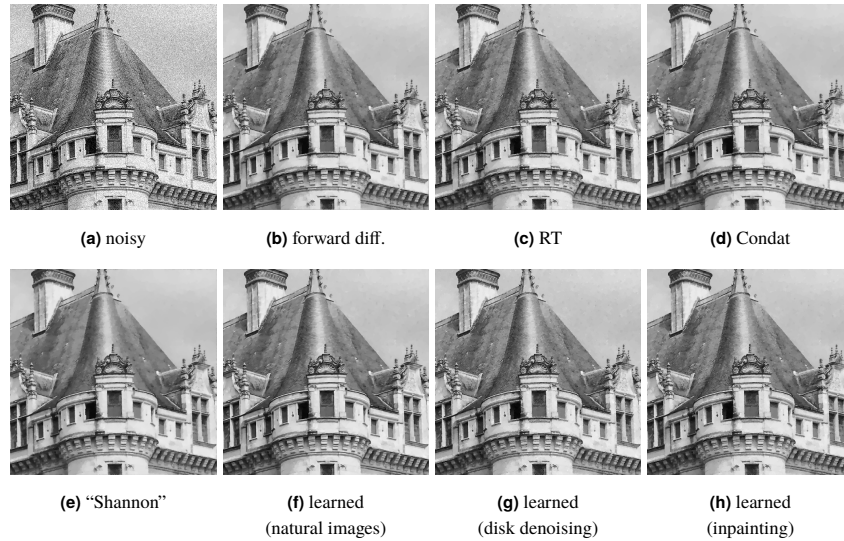 (a) noisy
(b) forward diff.
(c) RT
(d) Condat
(e) “Shannon”
(f) learned
(natural images)
(g) learned
(disk denoising)
(h) learned
(inpainting)